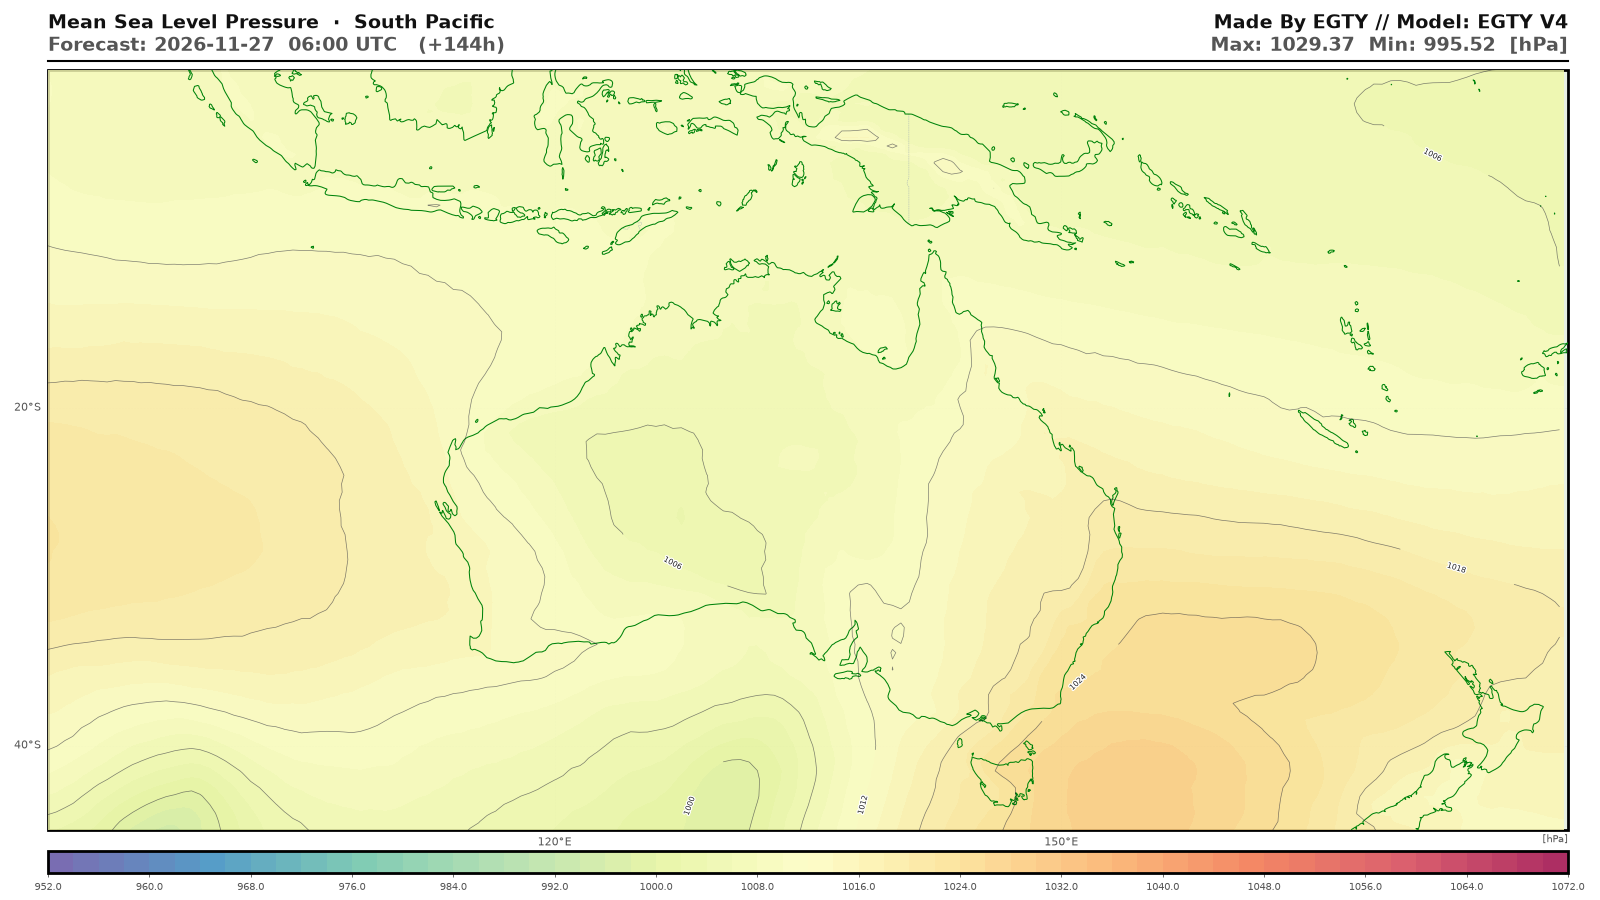 Mean Sea Level Pressure · South Pacific
Made By EGTY // Model: EGTY V4
Forecast: 2026-11-27 06:00 UTC (+144h)
Max: 1029.37 Min: 995.52 [hPa]
1006
20°S
1006
1018
1024
40°S
1000
1012
120°E
150°E
[hPa]
952.0
960.0
968.0
976.0
984.0
992.0
1000.0
1008.0
1016.0
1024.0
1032.0
1040.0
1048.0
1056.0
1064.0
1072.0